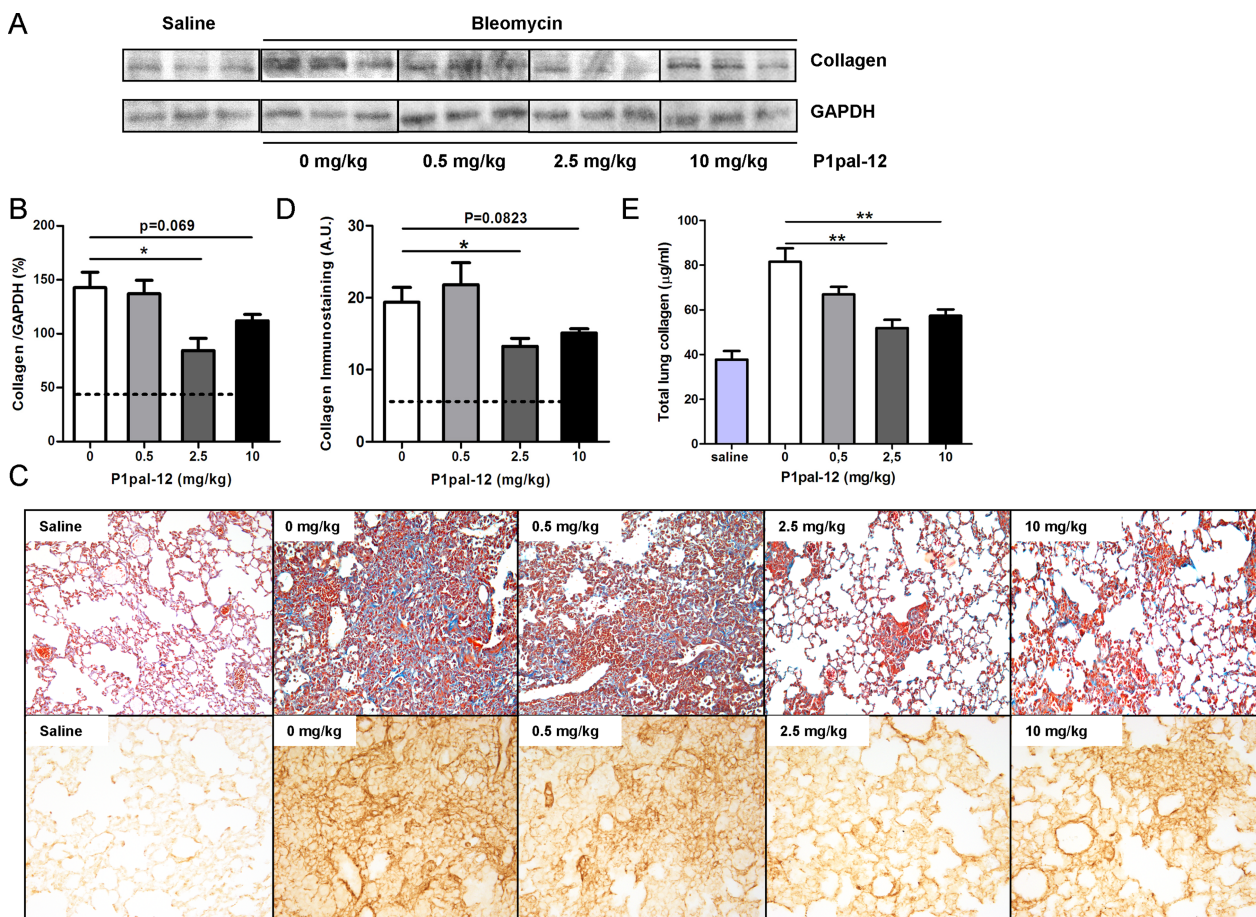 A
Saline
Bleomycin
Collagen
GAPDH
0 mg/kg
0.5 mg/kg
2.5 mg/kg
10 mg/kg
P1pal-12
B
200
150
100
50
0
Collagen /GAPDH (%)
p=0.069
*
0
0.5
2.5
10
P1pal-12 (mg/kg)
D
30
20
10
0
Collagen Immunostaining (A.U.)
P=0.0823
*
0
0.5
2.5
10
P1pal-12 (mg/kg)
E
100
80
60
40
20
0
Total lung collagen (µg/ml)
**
**
saline
0
0,5
2,5
10
P1pal-12 (mg/kg)
C
Saline
0 mg/kg
0.5 mg/kg
2.5 mg/kg
10 mg/kg
Saline
0 mg/kg
0.5 mg/kg
2.5 mg/kg
10 mg/kg